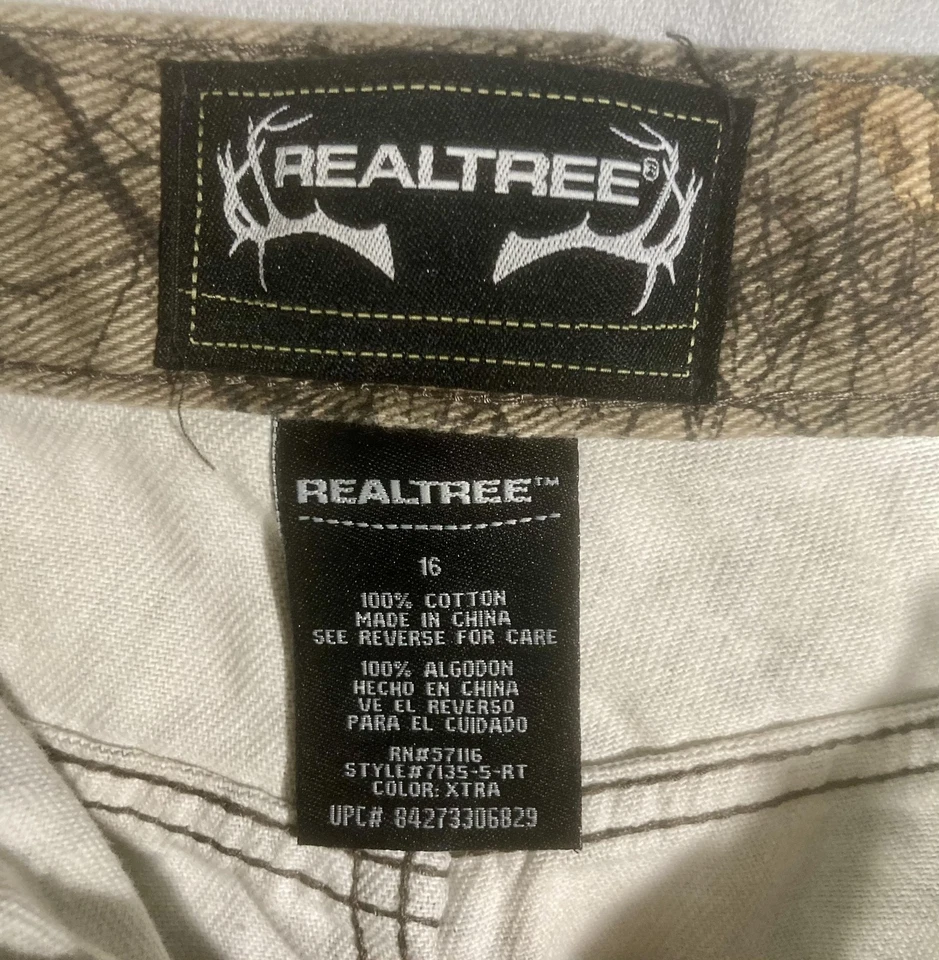 REALTREE®
REALTREE™
16
100% COTTON
MADE IN CHINA
SEE REVERSE FOR CARE
100% ALGODON
HECHO EN CHINA
VE EL REVERSO
PARA EL CUIDADO
RN#57116
STYLE#7135-5-RT
COLOR: XTRA
UPC# 84273306829